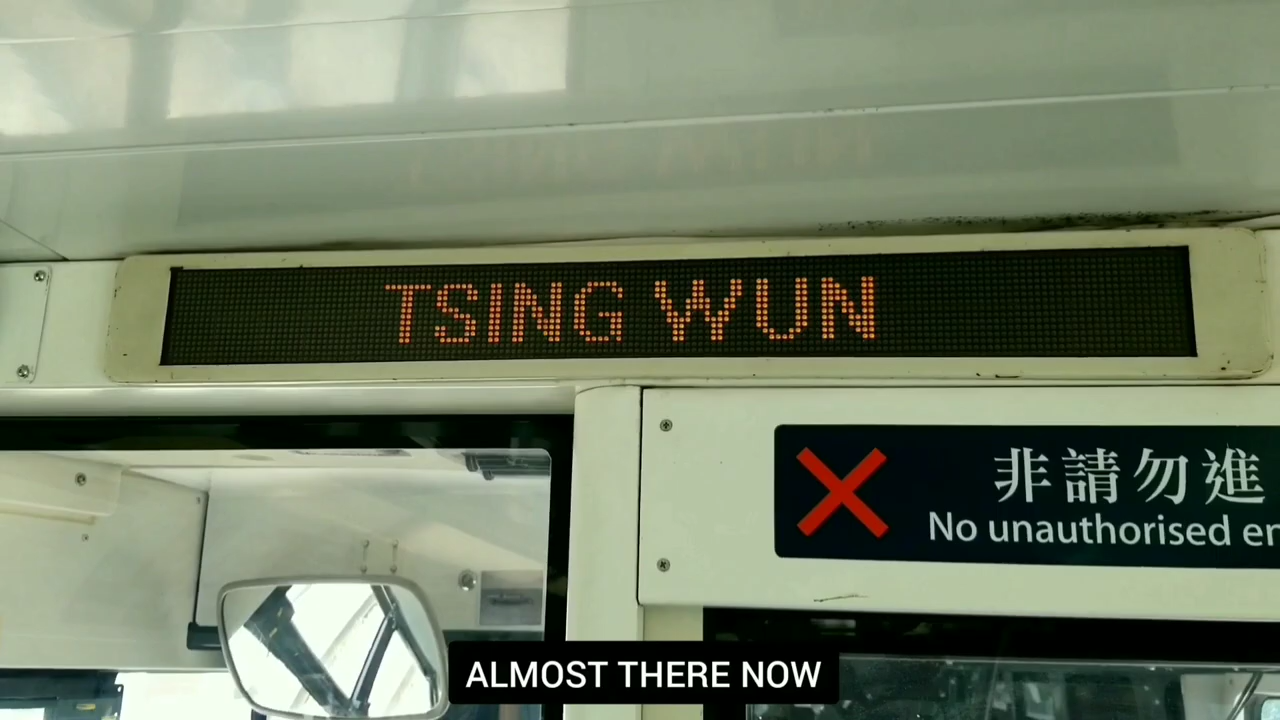 TSING WUN
非請勿進
No unauthorised en
ALMOST THERE NOW